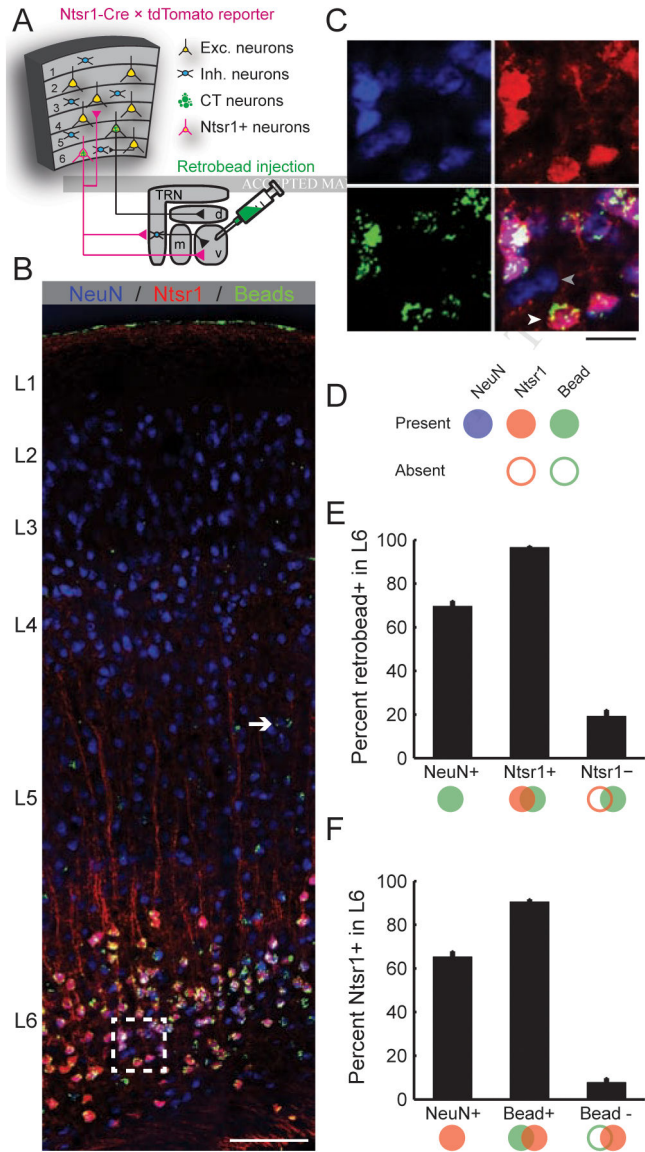 A
Ntsr1-Cre × tdTomato reporter
1
2
3
4
5
6
Exc. neurons
Inh. neurons
CT neurons
Ntsr1+ neurons
Retrobead injection
ACCEPTED MA
TRN
d
m
v
B
NeuN / Ntsr1 / Beads
L1
L2
L3
L4
L5
L6
C
T
D
NeuN
Ntsr1
Bead
Present
Absent
E
Percent retrobead+ in L6
100
80
60
40
20
0
NeuN+ Ntsr1+ Ntsr1−
F
Percent Ntsr1+ in L6
100
80
60
40
20
0
NeuN+ Bead+ Bead -